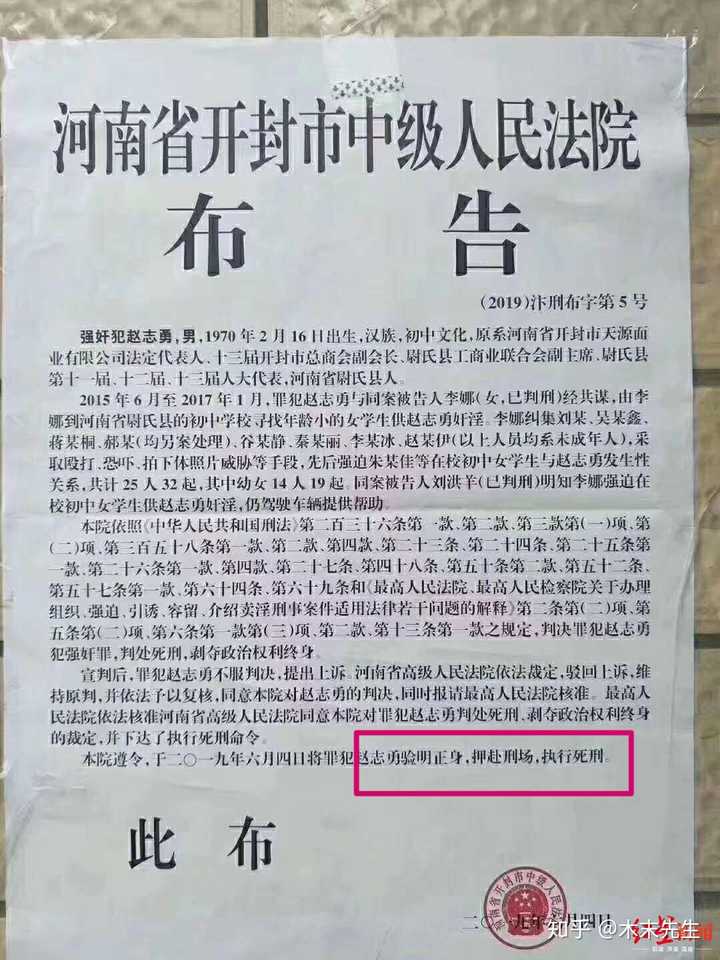 河南省开封市中级人民法院
布 告
(2019)汴刑布字第5号
强奸犯赵志勇,男,1970年2月16日出生,汉族,初中文化,原系河南省开封市天源面
业有限公司法定代表人、十三届开封市总商会副会长、尉氏县工商业联合会副主席、尉氏县
第十一届、十二届、十三届人大代表,河南省尉氏县人。
2015年6月至2017年1月,罪犯赵志勇与同案被告人李娜(女,已判刑)经共谋,由李
娜到河南省尉氏县的初中学校寻找年龄小的女学生供赵志勇奸淫。李娜纠集刘某、吴某鑫、
蒋某桐、郝某(均另案处理)、谷某静、秦某丽、李某冰、赵某伊(以上人员均系未成年人),采
取殴打、恐吓、拍下体照片威胁等手段,先后强迫朱某佳等在校初中女学生与赵志勇发生性
关系,共计25人32起,其中幼女14人19起。同案被告人刘洪洋(已判刑)明知李娜强迫在
校初中女学生供赵志勇奸淫,仍驾驶车辆提供帮助。
本院依照《中华人民共和国刑法》第二百三十六条第一款、第二款、第三款第(一)项、第
(二)项、第三百五十八条第一款、第二款、第四款、第二十三条、第二十四条、第二十五条第
一款、第二十六条第一款、第四款、第二十七条、第四十八条、第五十条第二款、第五十二条、
第五十七条第一款、第六十四条、第六十九条和《最高人民法院、最高人民检察院关于办理
组织、强迫、引诱、容留、介绍卖淫刑事案件适用法律若干问题的解释》第二条第(二)项、第
五条第(二)项、第六条第一款第(三)项、第二款、第十三条第一款之规定,判决罪犯赵志勇
犯强奸罪,判处死刑,剥夺政治权利终身。
宣判后,罪犯赵志勇不服判决,提出上诉。河南省高级人民法院依法裁定,驳回上诉,维
持原判,并依法予以复核,同意本院对赵志勇的判决,同时报请最高人民法院核准。最高人
民法院依法核准河南省高级人民法院同意本院对罪犯赵志勇判处死刑、剥夺政治权利终身
的裁定,并下达了执行死刑命令。
本院遵令,于二〇一九年六月四日将罪犯赵志勇验明正身,押赴刑场,执行死刑。
此 布
河南省开封市中级人民法院
二〇一九年六月四日
知乎 @木末先生